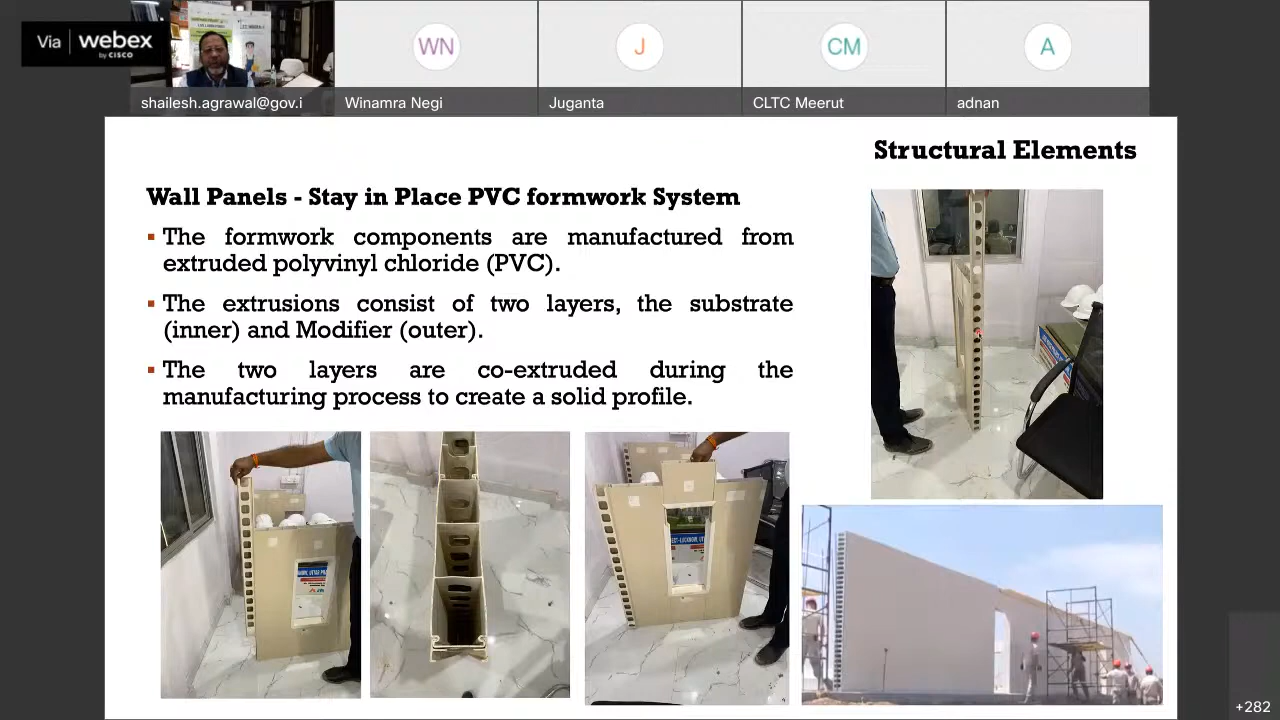 Via webex
by CISCO
WN
J
CM
A
shailesh.agrawal@gov.i
Winamra Negi
Juganta
CLTC Meerut
adnan
Structural Elements
Wall Panels - Stay in Place PVC formwork System
The formwork components are manufactured from
extruded polyvinyl chloride (PVC).
The extrusions consist of two layers, the substrate
(inner) and Modifier (outer).
The two layers are co-extruded during the
manufacturing process to create a solid profile.
+282